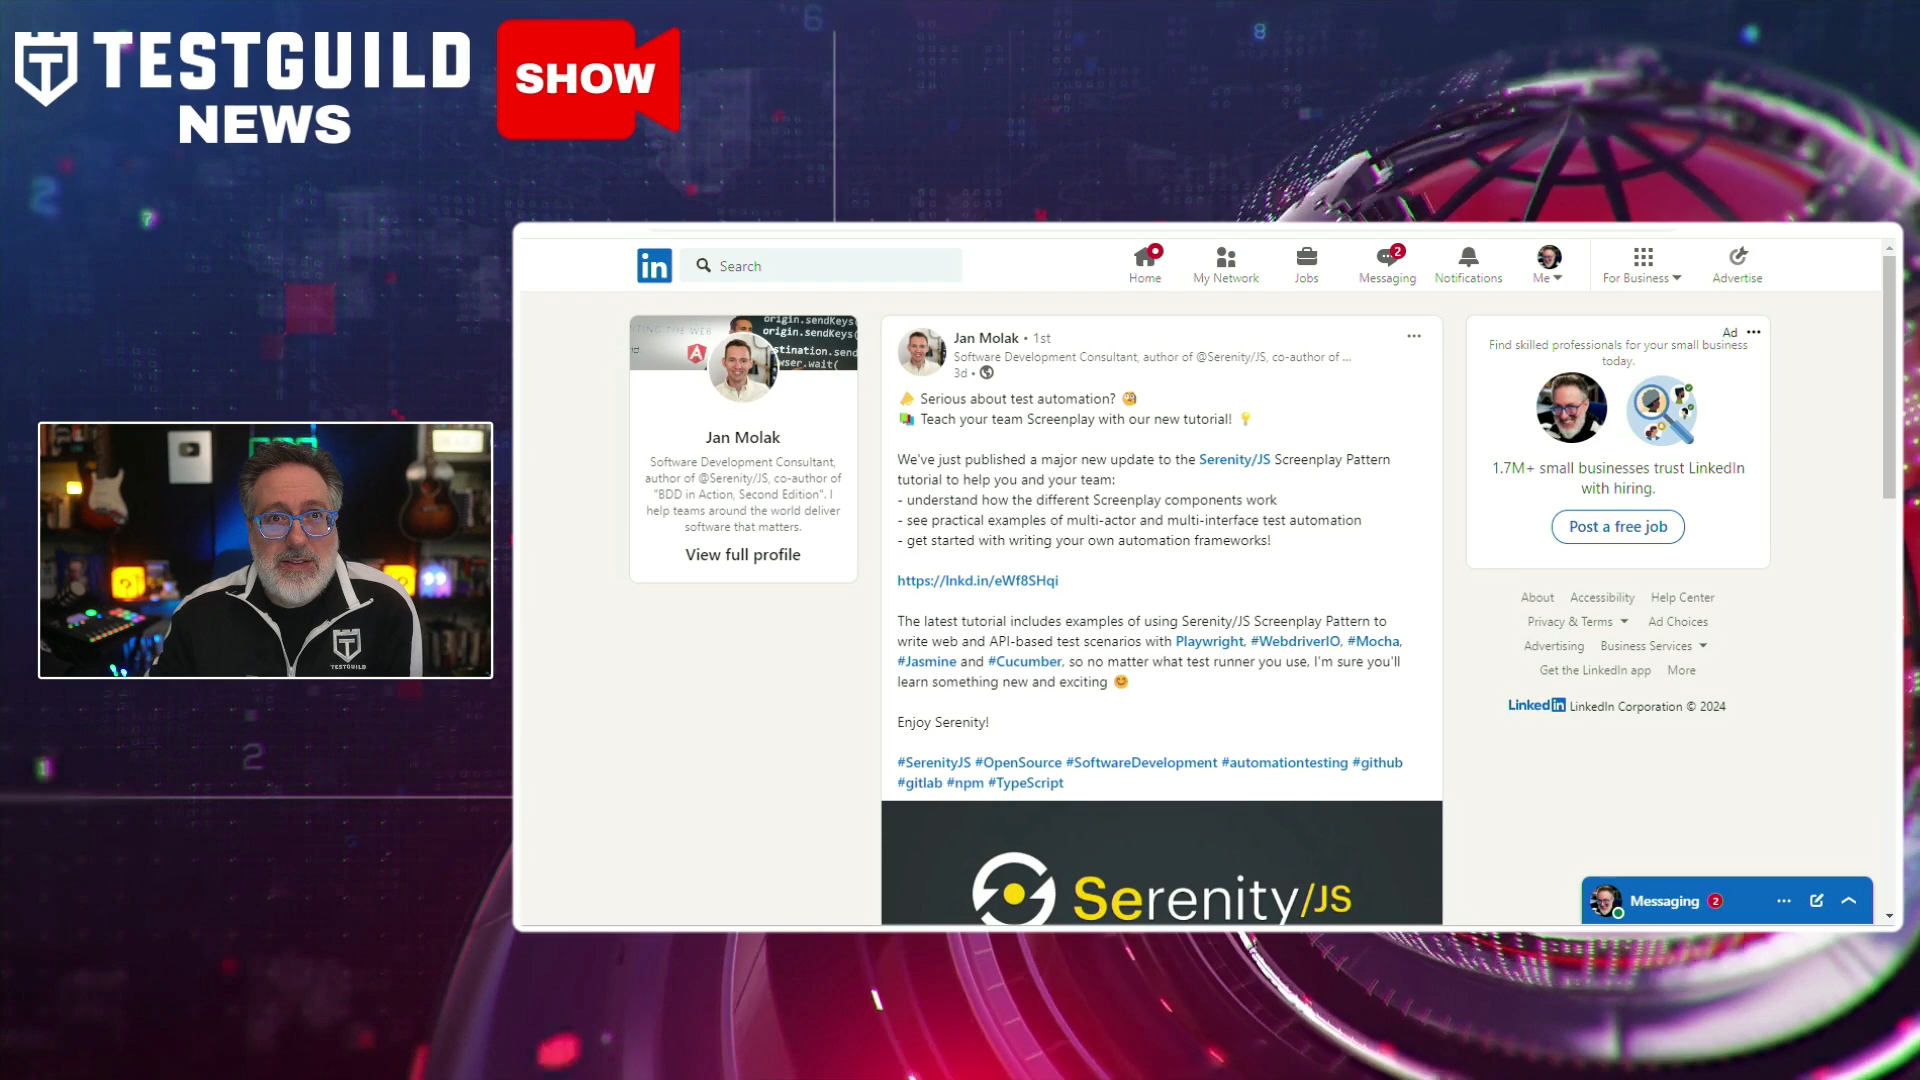 TESTGUILD
NEWS
SHOW
Search
Home
My Network
Jobs
2
Messaging
Notifications
Me
For Business
Advertise
origin.sendKeys(
origin.sendKeys(
stination.send
wser.wait(
Jan Molak
Software Development Consultant,
author of @Serenity/JS, co-author of
"BDD in Action, Second Edition". I
help teams around the world deliver
software that matters.
View full profile
Jan Molak • 1st
Software Development Consultant, author of @Serenity/JS, co-author of ...
3d •
Serious about test automation?
Teach your team Screenplay with our new tutorial!
We've just published a major new update to the Serenity/JS Screenplay Pattern
tutorial to help you and your team:
- understand how the different Screenplay components work
- see practical examples of multi-actor and multi-interface test automation
- get started with writing your own automation frameworks!
https://lnkd.in/eWf8SHqi
The latest tutorial includes examples of using Serenity/JS Screenplay Pattern to
write web and API-based test scenarios with Playwright, #WebdriverIO, #Mocha,
#Jasmine and #Cucumber, so no matter what test runner you use, I'm sure you'll
learn something new and exciting
Enjoy Serenity!
#SerenityJS #OpenSource #SoftwareDevelopment #automationtesting #github
#gitlab #npm #TypeScript
Serenity/JS
Ad
Find skilled professionals for your small business
today.
1.7M+ small businesses trust LinkedIn
with hiring.
Post a free job
About Accessibility Help Center
Privacy & Terms Ad Choices
Advertising Business Services
Get the LinkedIn app More
LinkedIn LinkedIn Corporation © 2024
Messaging 2
TESTGUILD